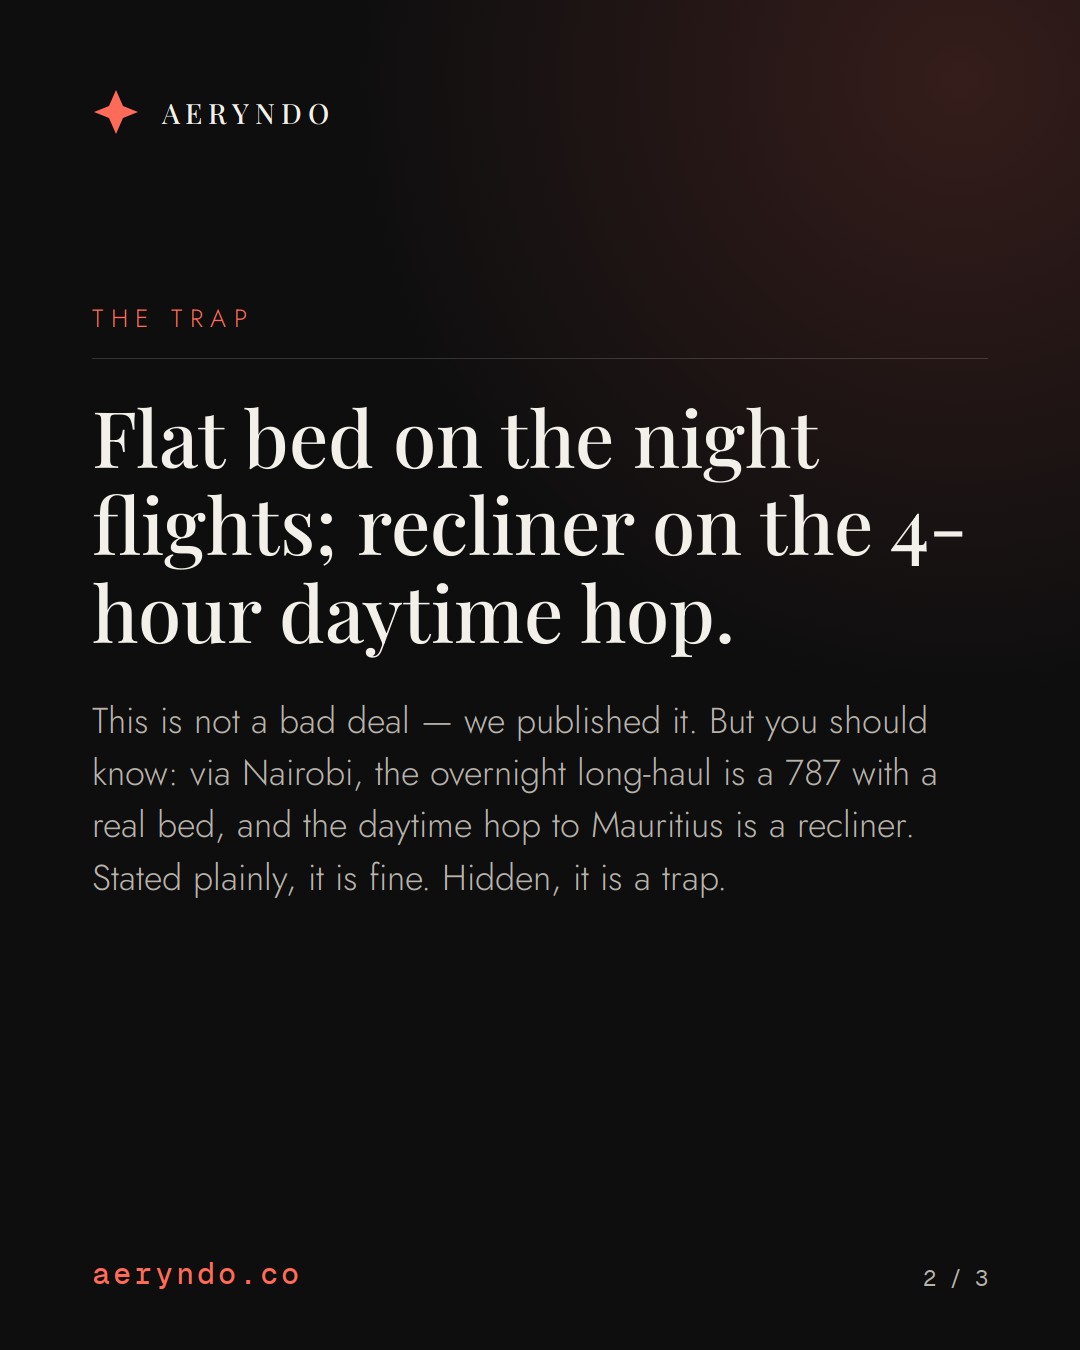 AERYNDO
THE TRAP
Flat bed on the night
flights; recliner on the 4-
hour daytime hop.
This is not a bad deal — we published it. But you should
know: via Nairobi, the overnight long-haul is a 787 with a
real bed, and the daytime hop to Mauritius is a recliner.
Stated plainly, it is fine. Hidden, it is a trap.
aeryndo.co
2 / 3